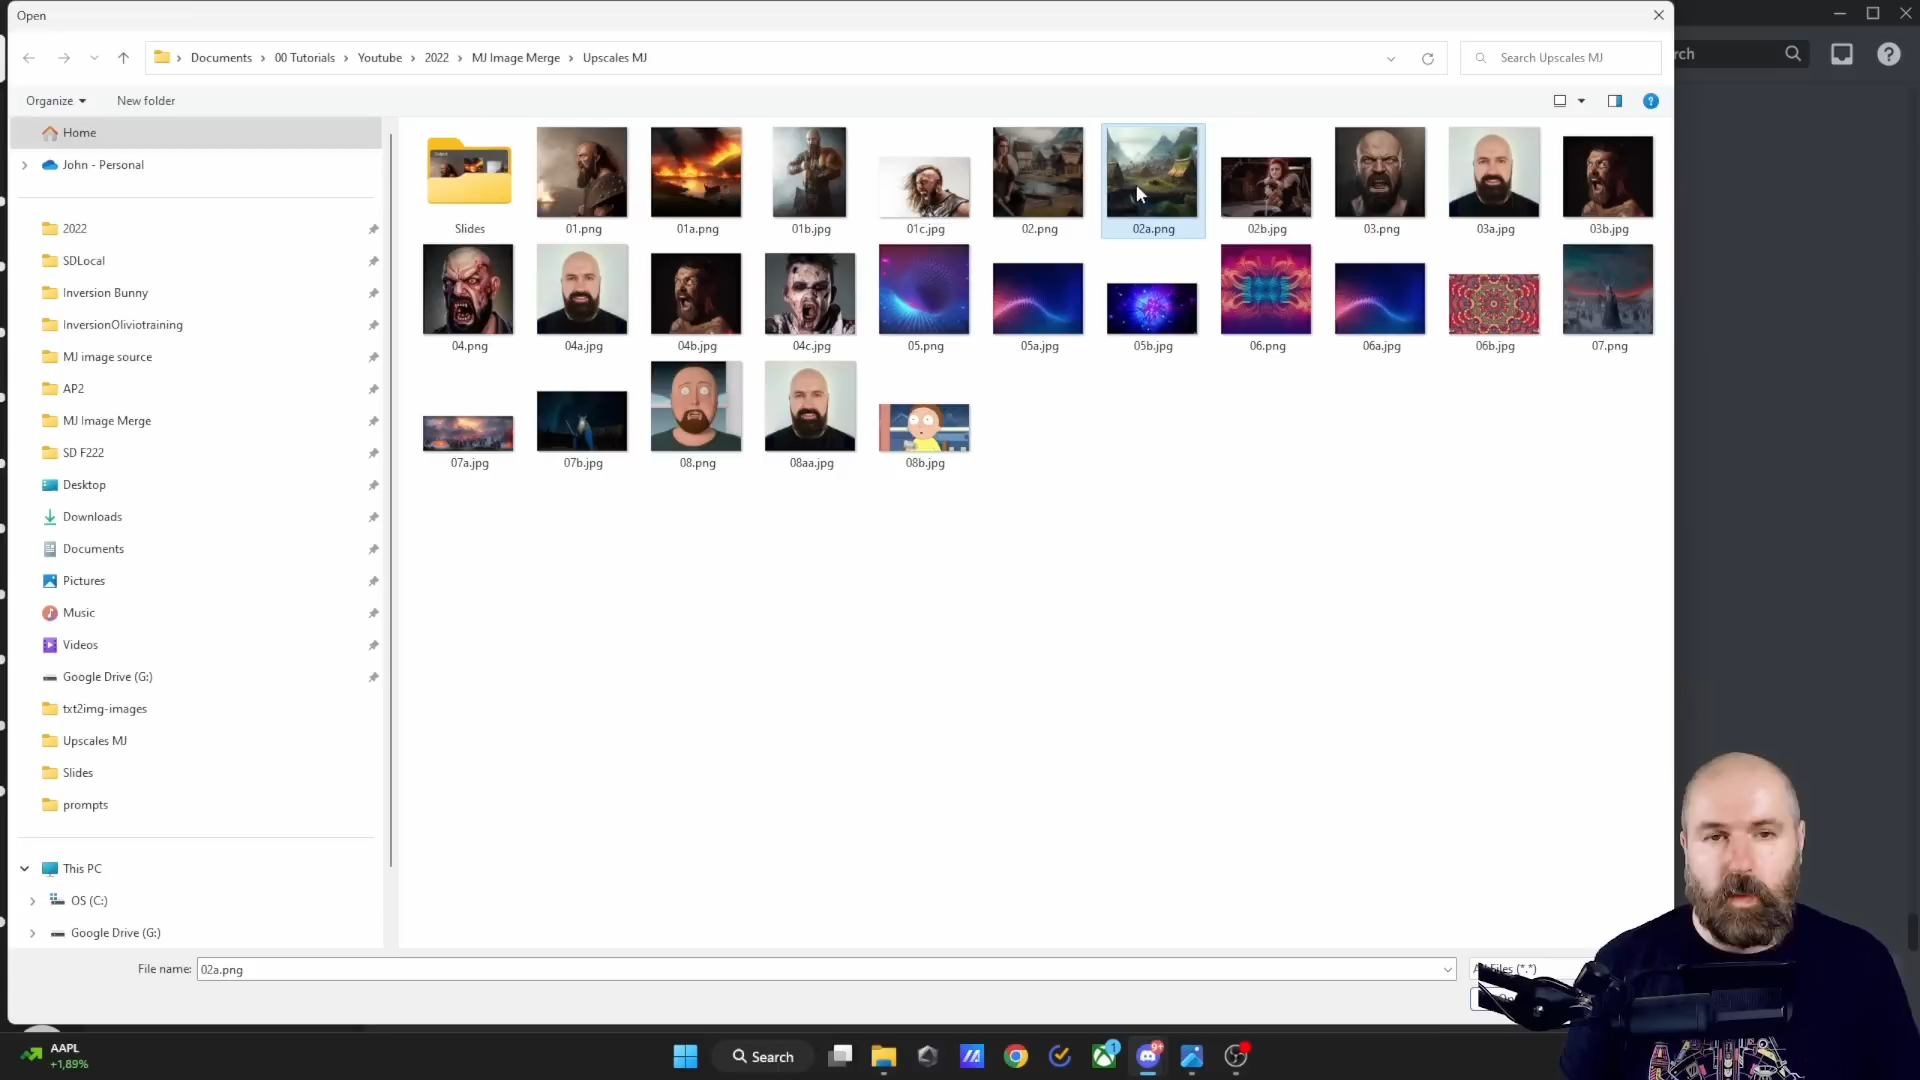 Open
Documents > 00 Tutorials > Youtube > 2022 > MJ Image Merge > Upscales MJ
Search Upscales MJ
rch
Organize
New folder
Home
John - Personal
2022
SDLocal
Inversion Bunny
InversionOliviotraining
MJ image source
AP2
MJ Image Merge
SD F222
Desktop
Downloads
Documents
Pictures
Music
Videos
Google Drive (G:)
txt2img-images
Upscales MJ
Slides
prompts
This PC
OS (C:)
Google Drive (G:)
Slides
01.png
01a.png
01b.jpg
01c.jpg
02.png
02a.png
02b.jpg
03.png
03a.jpg
03b.jpg
04.png
04a.jpg
04b.jpg
04c.jpg
05.png
05a.jpg
05b.jpg
06.png
06a.jpg
06b.jpg
07.png
07a.jpg
07b.jpg
08.png
08aa.jpg
08b.jpg
File name: 02a.png
Files (*.*)
AAPL
+1,89%
Search
1
9+